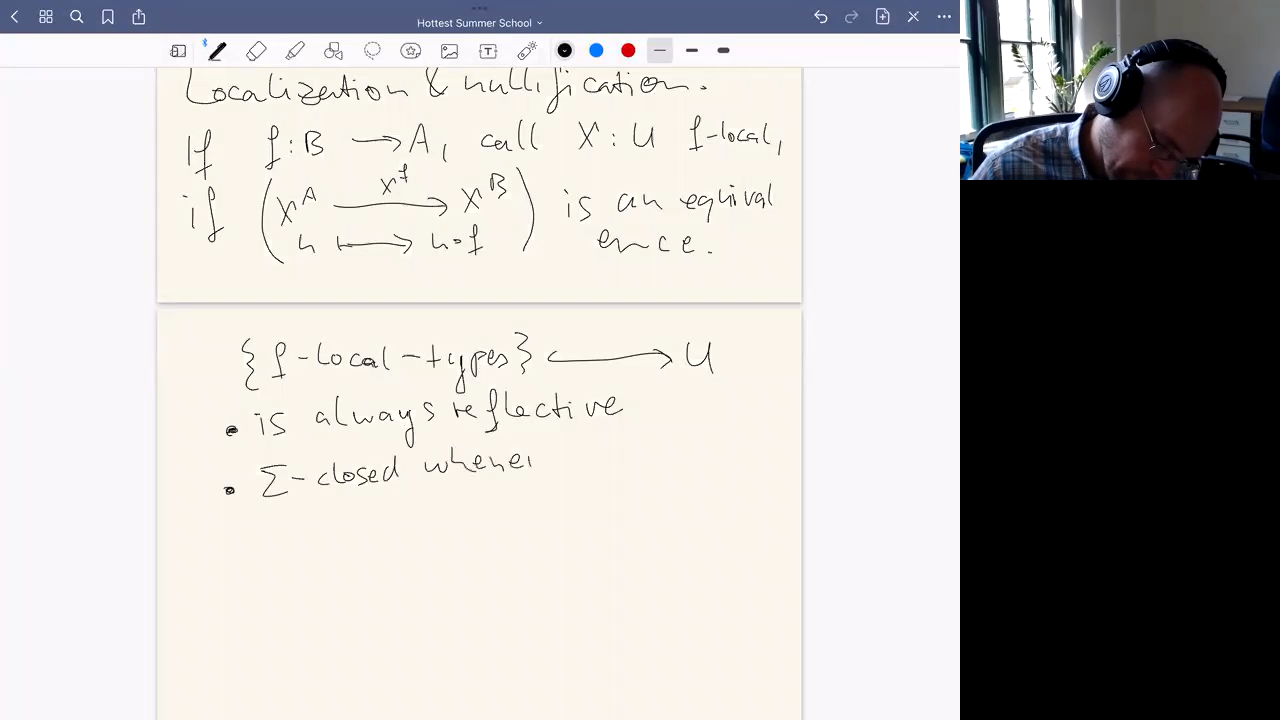 Hottest Summer School
Localization & nullification.
If f : B → A, call X : U f-local,
if ( X^A → X^B ) is an equival
X^f
h ↦ h∘f
ence.
{f-local-types} ↪ U
• is always reflective
• Σ-closed whene